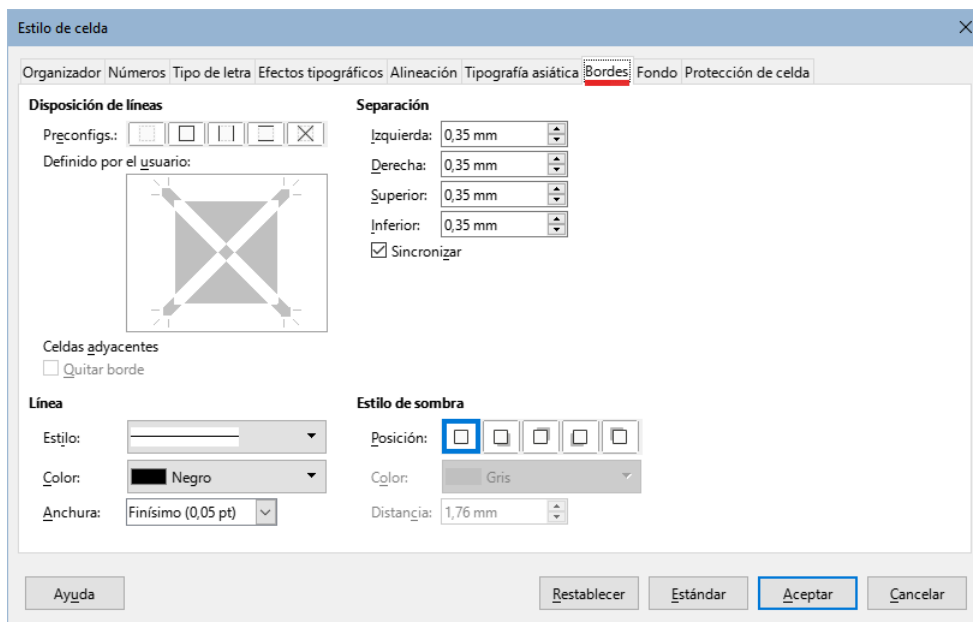 Estilo de celda
Organizador Números Tipo de letra Efectos tipográficos Alineación Tipografía asiática Bordes Fondo Protección de celda
Disposición de líneas
Preconfigs.:
Definido por el usuario:
Celdas adyacentes
Quitar borde
Separación
Izquierda: 0,35 mm
Derecha: 0,35 mm
Superior: 0,35 mm
Inferior: 0,35 mm
Sincronizar
Línea
Estilo:
Color: Negro
Anchura: Finísimo (0,05 pt)
Estilo de sombra
Posición:
Color: Gris
Distancia: 1,76 mm
Ayuda Restablecer Estándar Aceptar Cancelar